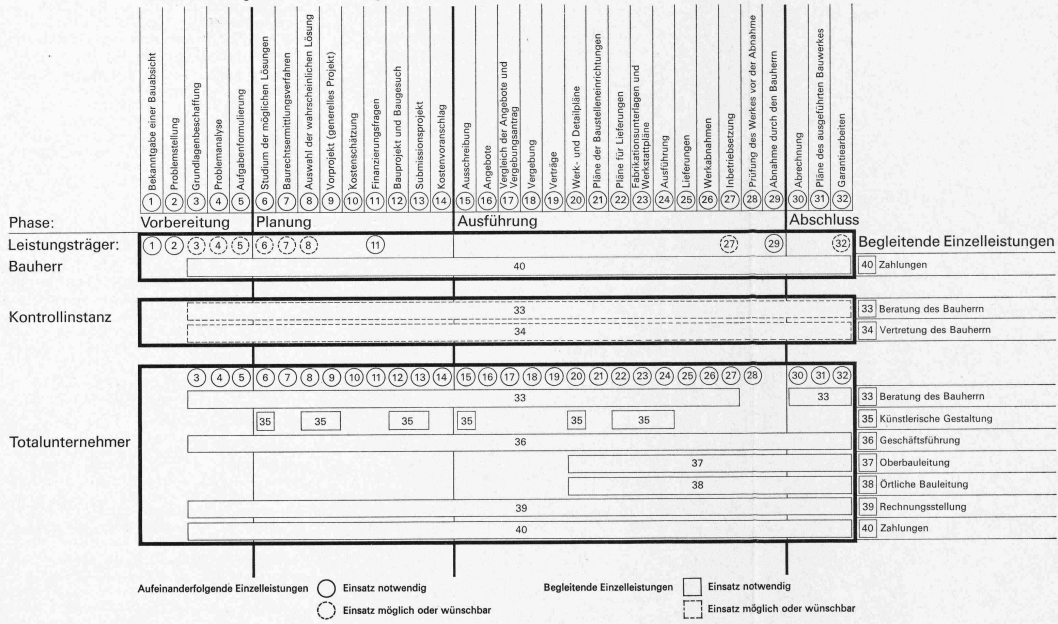 Bekanntgabe einer Bauabsicht
Problemstellung
Grundlagenbeschaffung
Problemanalyse
Aufgabenformulierung
Studium der möglichen Lösungen
Baurechtsermittlungsverfahren
Auswahl der wahrscheinlichen Lösung
Vorprojekt (generelles Projekt)
Kostenschätzung
Finanzierungsfragen
Bauprojekt und Baugesuch
Submissionsprojekt
Kostenvoranschlag
Ausschreibung
Angebote
Vergleich der Angebote und
Vergebungsantrag
Vergebung
Verträge
Werk- und Detailpläne
Pläne der Baustelleneinrichtungen
Pläne für Lieferungen
Fabrikationsunterlagen und
Werkstattpläne
Ausführung
Lieferungen
Werkabnahmen
Inbetriebsetzung
Prüfung des Werkes vor der Abnahme
Abnahme durch den Bauherrn
Abrechnung
Pläne des ausgeführten Bauwerkes
Garantiearbeiten
1 2 3 4 5 6 7 8 9 10 11 12 13 14 15 16 17 18 19 20 21 22 23 24 25 26 27 28 29 30 31 32
Phase: Vorbereitung Planung Ausführung Abschluss
Leistungsträger: 1 2 3 4 5 6 7 8 11 27 29 32 Begleitende Einzelleistungen
Bauherr 40 40 Zahlungen
Kontrollinstanz
33 33 Beratung des Bauherrn
34 34 Vertretung des Bauherrn
3 4 5 6 7 8 9 10 11 12 13 14 15 16 17 18 19 20 21 22 23 24 25 26 27 28 30 31 32
33 33 33 Beratung des Bauherrn
35 35 35 35 35 35 35 Künstlerische Gestaltung
Totalunternehmer 36 36 Geschäftsführung
37 37 Oberbauleitung
38 38 Örtliche Bauleitung
39 39 Rechnungsstellung
40 40 Zahlungen
Aufeinanderfolgende Einzelleistungen Einsatz notwendig Begleitende Einzelleistungen Einsatz notwendig
Einsatz möglich oder wünschbar Einsatz möglich oder wünschbar